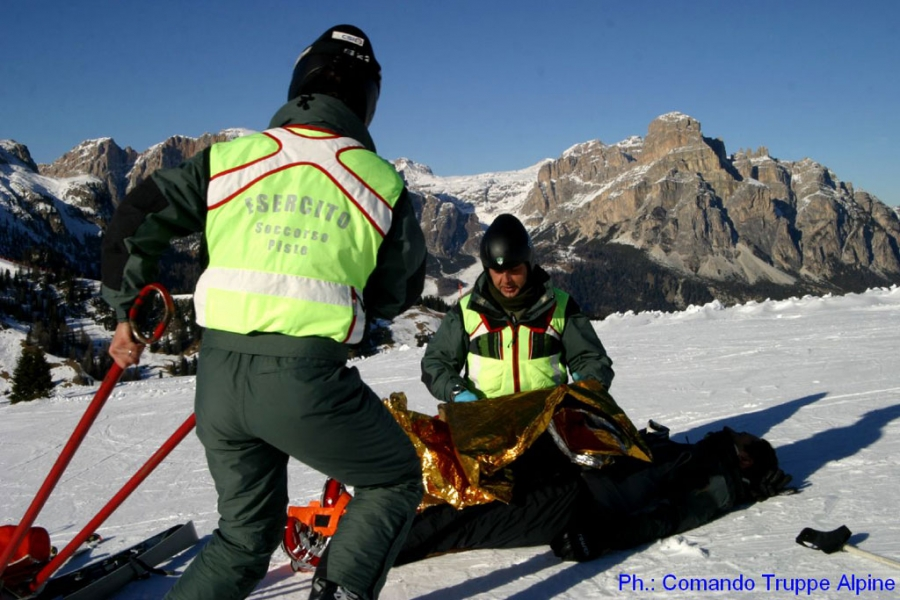 ESERCITO
Soccorso
Piste
Ph.: Comando Truppe Alpine